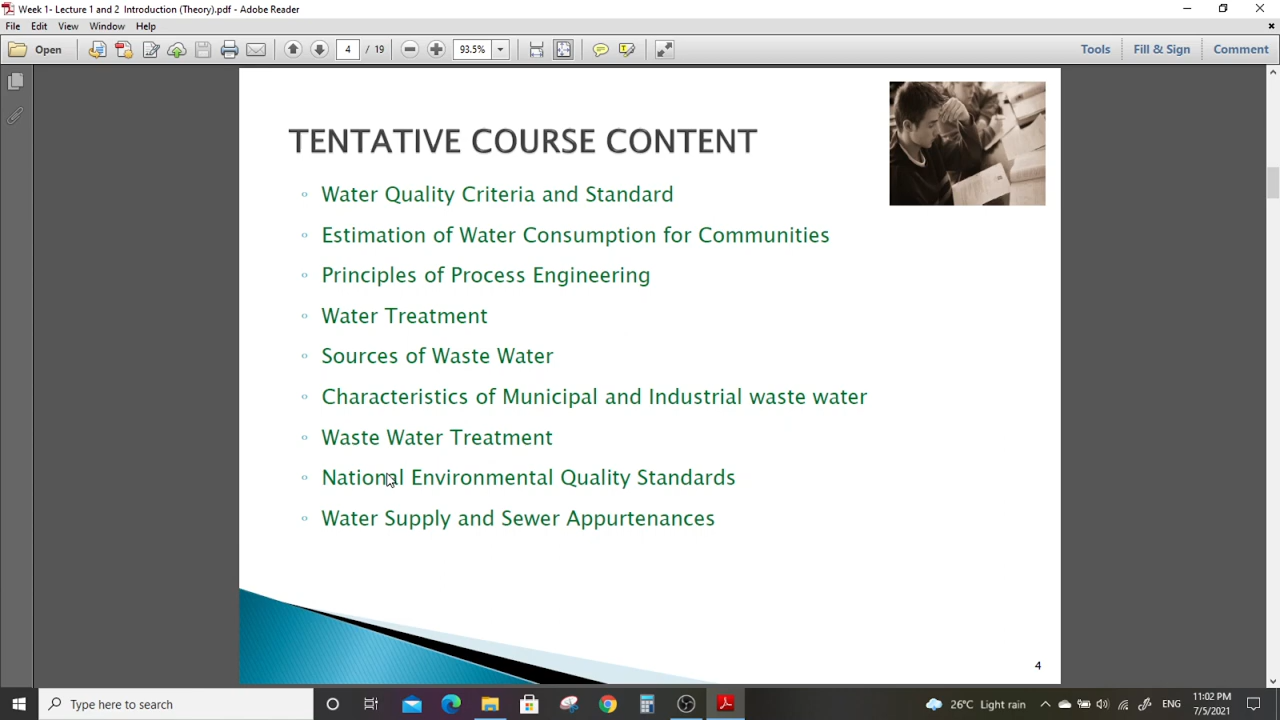 Week 1- Lecture 1 and 2 Introduction (Theory).pdf - Adobe Reader
File Edit View Window Help
Open 4 / 19 93.5% Tools Fill & Sign Comment
TENTATIVE COURSE CONTENT
Water Quality Criteria and Standard
Estimation of Water Consumption for Communities
Principles of Process Engineering
Water Treatment
Sources of Waste Water
Characteristics of Municipal and Industrial waste water
Waste Water Treatment
National Environmental Quality Standards
Water Supply and Sewer Appurtenances
4
Type here to search 26°C Light rain ENG 11:02 PM
7/5/2021